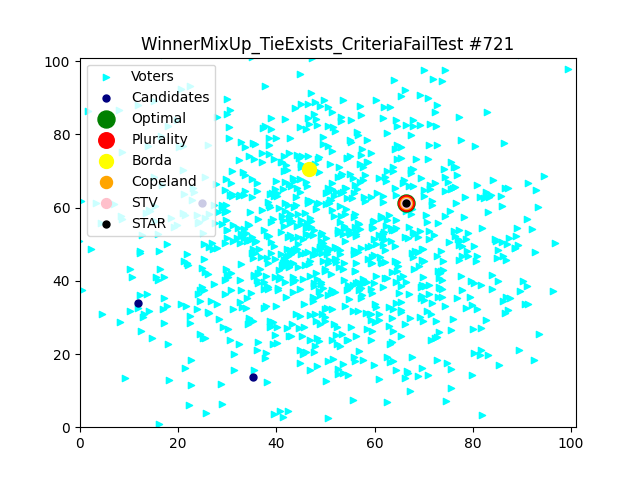 WinnerMixUp_TieExists_CriteriaFailTest #721
100
80
60
40
20
0
Voters
Candidates
Optimal
Plurality
Borda
Copeland
STV
STAR
0 20 40 60 80 100